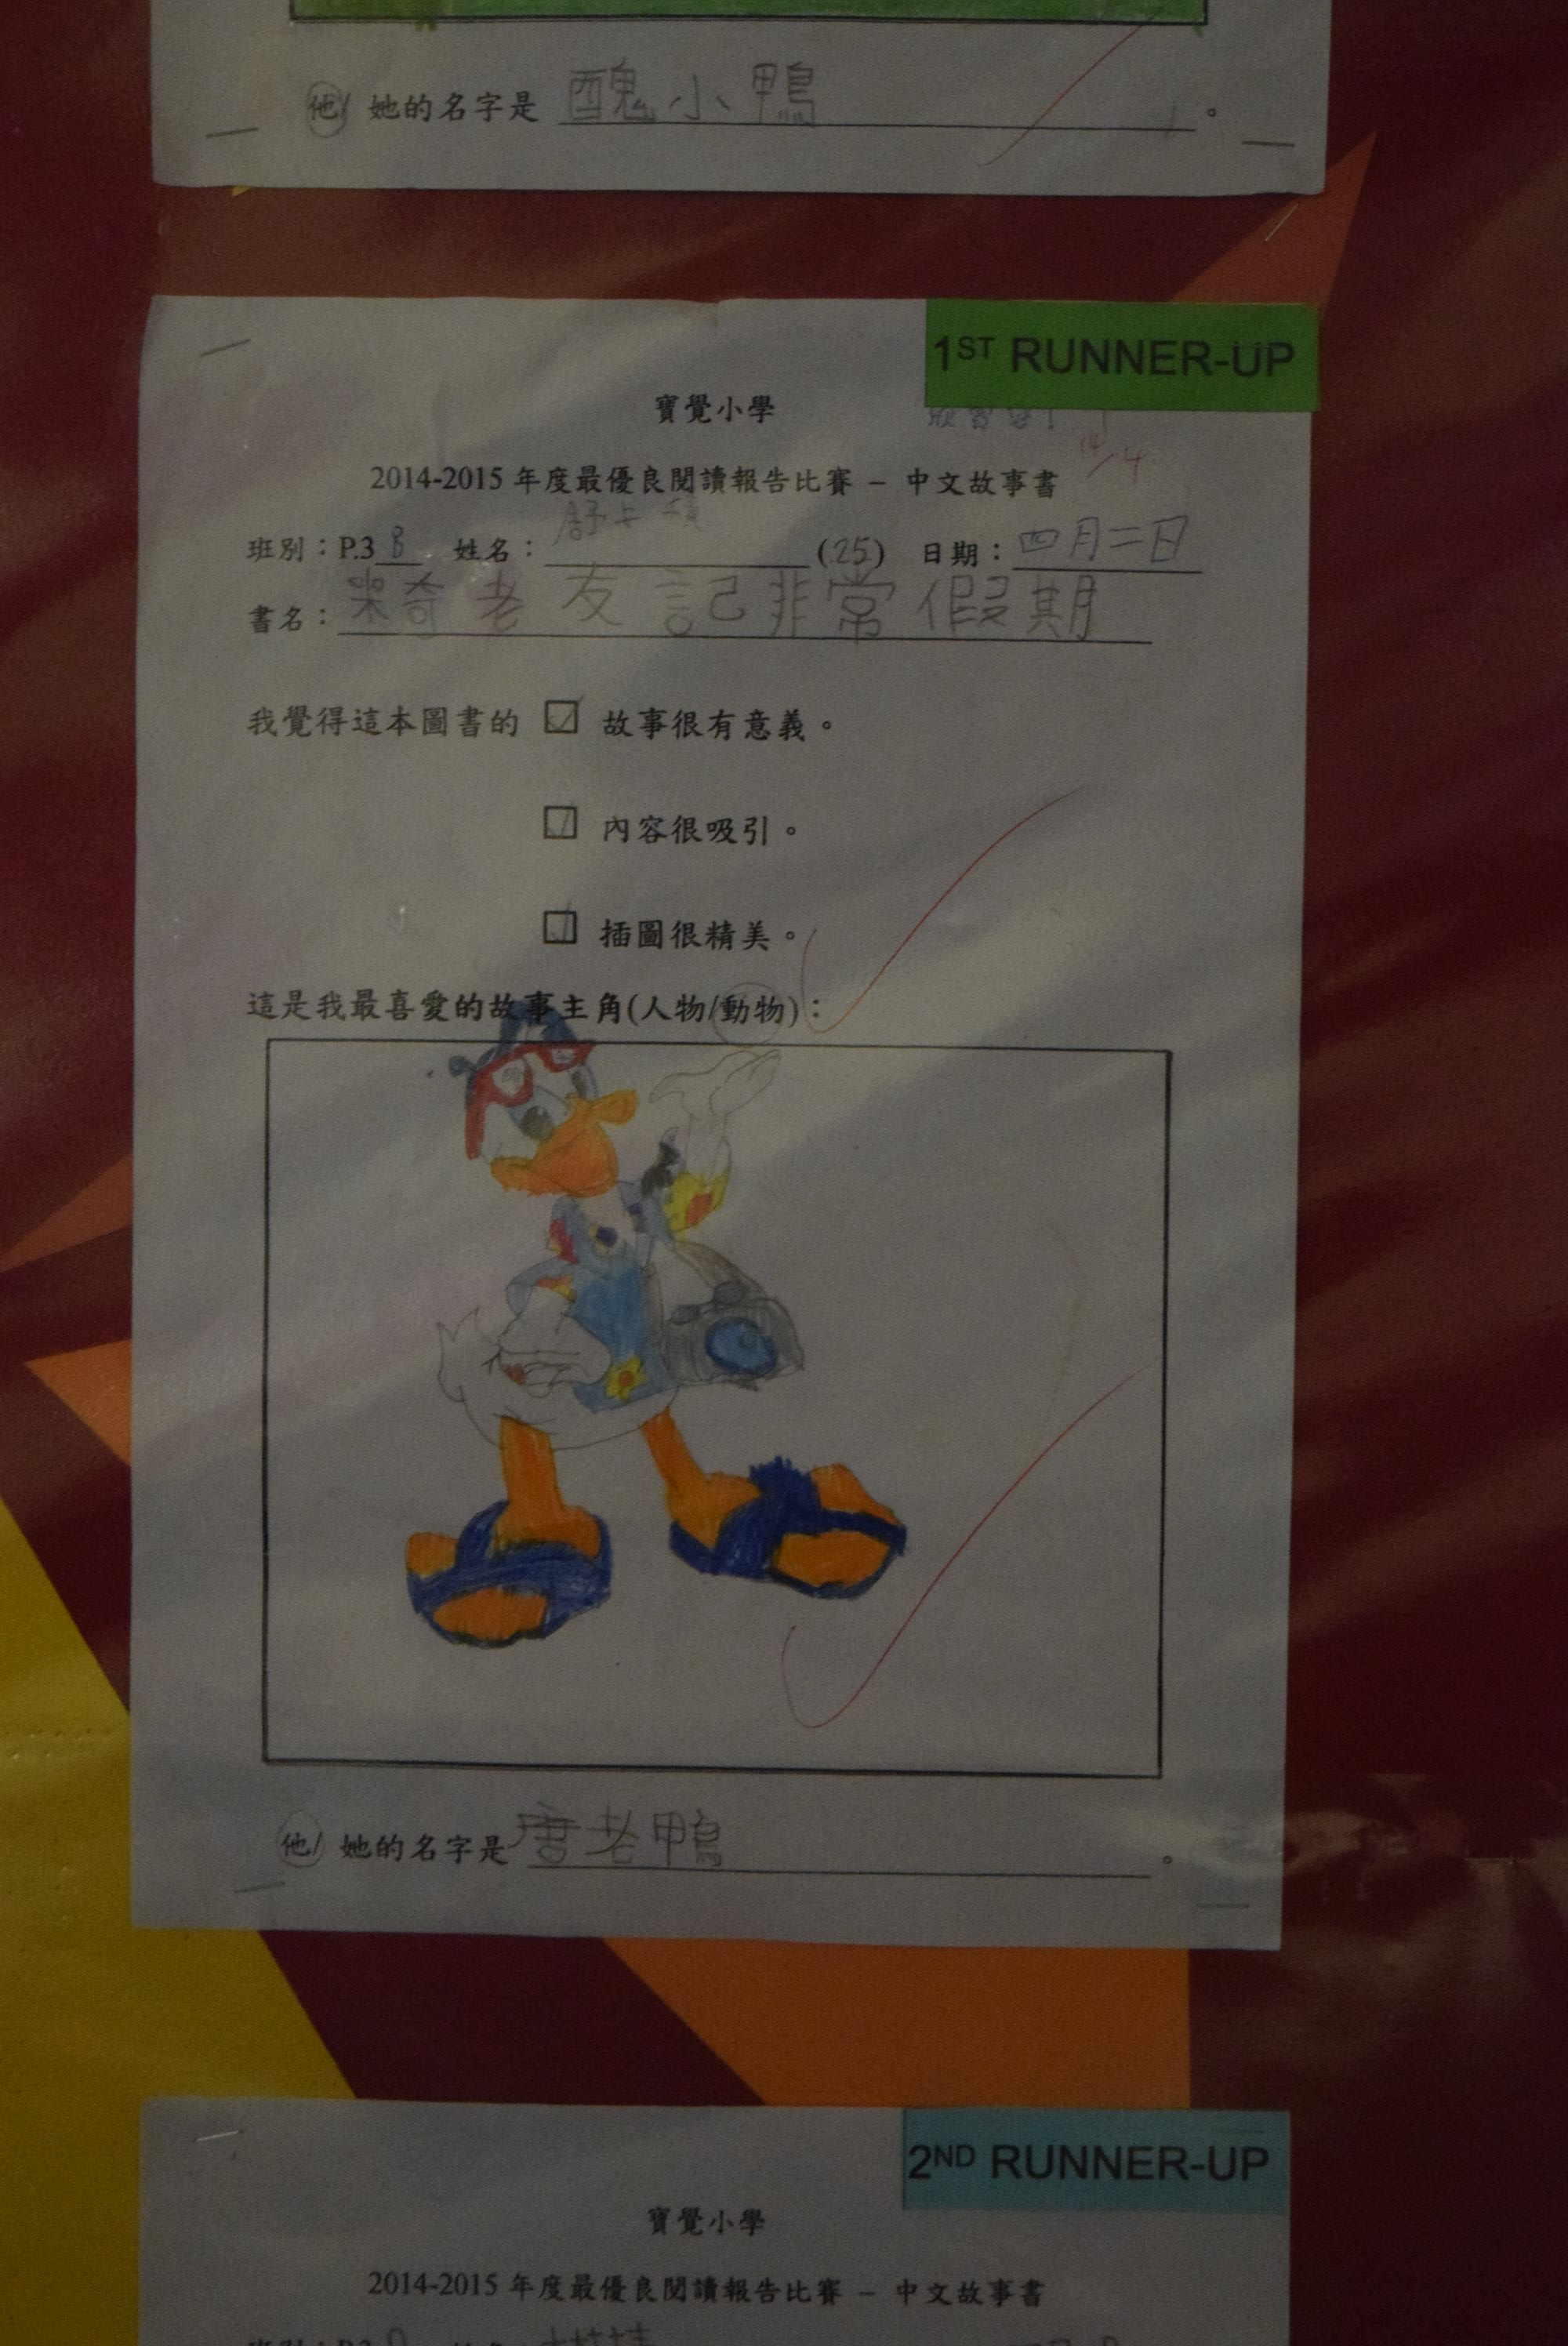 他/ 她的名字是 醜小鴨 。
1ST RUNNER-UP
寶覺小學
2014-2015 年度最優良閱讀報告比賽 – 中文故事書
班別：P.3 B 姓名： (25) 日期：四月二日
書名：米奇老友記非常假期
我覺得這本圖書的 故事很有意義。
內容很吸引。
插圖很精美。
這是我最喜愛的故事主角(人物/動物)：
他/ 她的名字是 唐老鴨 。
2ND RUNNER-UP
寶覺小學
2014-2015 年度最優良閱讀報告比賽 – 中文故事書